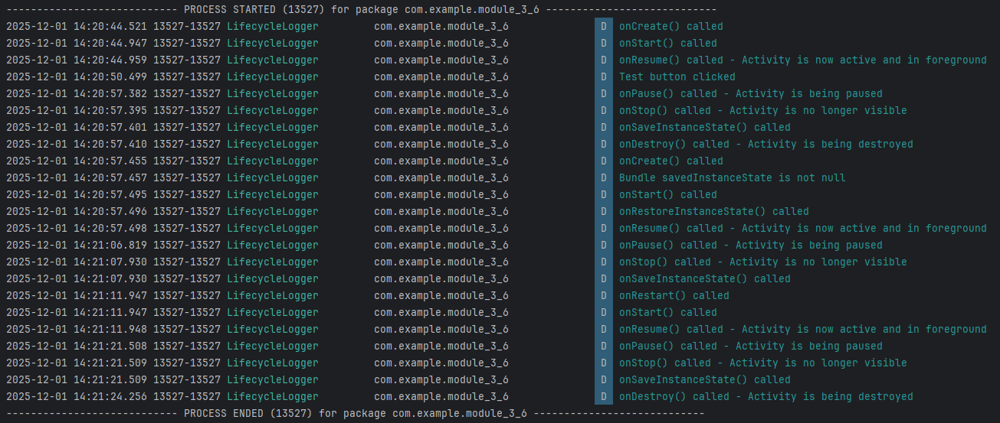 ---------------------------- PROCESS STARTED (13527) for package com.example.module_3_6 ----------------------------
2025-12-01 14:20:44.521 13527-13527 LifecycleLogger com.example.module_3_6 D onCreate() called
2025-12-01 14:20:44.947 13527-13527 LifecycleLogger com.example.module_3_6 D onStart() called
2025-12-01 14:20:44.959 13527-13527 LifecycleLogger com.example.module_3_6 D onResume() called - Activity is now active and in foreground
2025-12-01 14:20:50.499 13527-13527 LifecycleLogger com.example.module_3_6 D Test button clicked
2025-12-01 14:20:57.382 13527-13527 LifecycleLogger com.example.module_3_6 D onPause() called - Activity is being paused
2025-12-01 14:20:57.395 13527-13527 LifecycleLogger com.example.module_3_6 D onStop() called - Activity is no longer visible
2025-12-01 14:20:57.401 13527-13527 LifecycleLogger com.example.module_3_6 D onSaveInstanceState() called
2025-12-01 14:20:57.410 13527-13527 LifecycleLogger com.example.module_3_6 D onDestroy() called - Activity is being destroyed
2025-12-01 14:20:57.455 13527-13527 LifecycleLogger com.example.module_3_6 D onCreate() called
2025-12-01 14:20:57.457 13527-13527 LifecycleLogger com.example.module_3_6 D Bundle savedInstanceState is not null
2025-12-01 14:20:57.495 13527-13527 LifecycleLogger com.example.module_3_6 D onStart() called
2025-12-01 14:20:57.496 13527-13527 LifecycleLogger com.example.module_3_6 D onRestoreInstanceState() called
2025-12-01 14:20:57.498 13527-13527 LifecycleLogger com.example.module_3_6 D onResume() called - Activity is now active and in foreground
2025-12-01 14:21:06.819 13527-13527 LifecycleLogger com.example.module_3_6 D onPause() called - Activity is being paused
2025-12-01 14:21:07.930 13527-13527 LifecycleLogger com.example.module_3_6 D onStop() called - Activity is no longer visible
2025-12-01 14:21:07.930 13527-13527 LifecycleLogger com.example.module_3_6 D onSaveInstanceState() called
2025-12-01 14:21:11.947 13527-13527 LifecycleLogger com.example.module_3_6 D onRestart() called
2025-12-01 14:21:11.947 13527-13527 LifecycleLogger com.example.module_3_6 D onStart() called
2025-12-01 14:21:11.948 13527-13527 LifecycleLogger com.example.module_3_6 D onResume() called - Activity is now active and in foreground
2025-12-01 14:21:21.508 13527-13527 LifecycleLogger com.example.module_3_6 D onPause() called - Activity is being paused
2025-12-01 14:21:21.509 13527-13527 LifecycleLogger com.example.module_3_6 D onStop() called - Activity is no longer visible
2025-12-01 14:21:21.509 13527-13527 LifecycleLogger com.example.module_3_6 D onSaveInstanceState() called
2025-12-01 14:21:24.256 13527-13527 LifecycleLogger com.example.module_3_6 D onDestroy() called - Activity is being destroyed
---------------------------- PROCESS ENDED (13527) for package com.example.module_3_6 ----------------------------